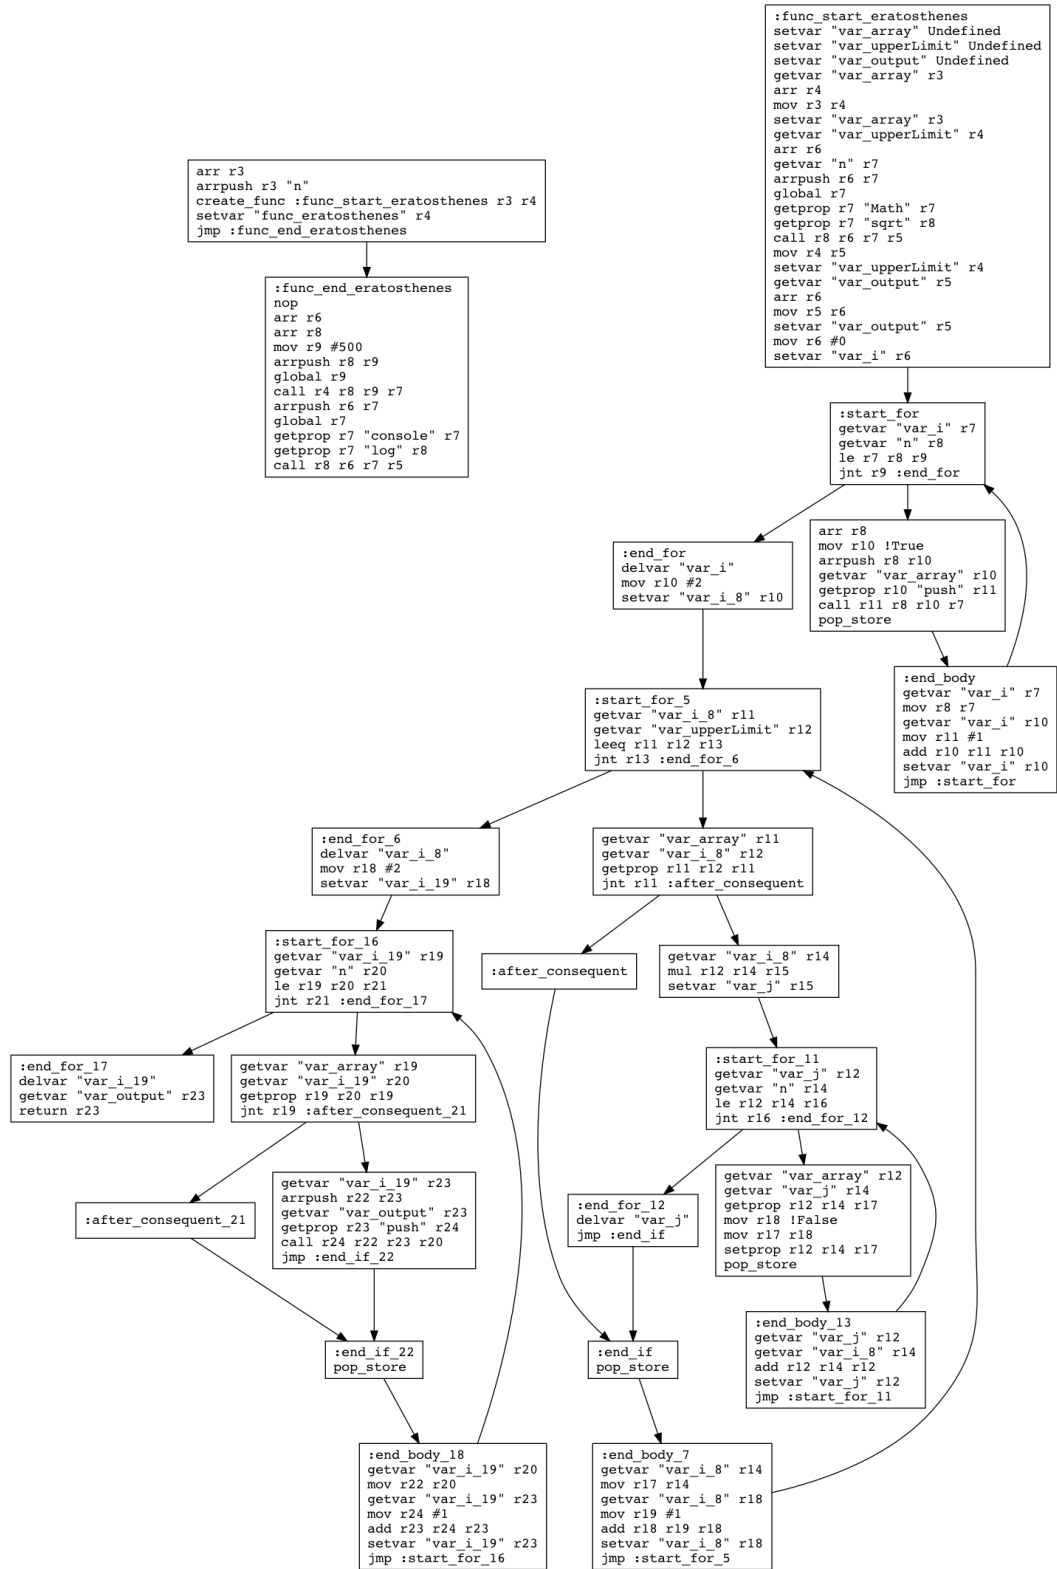 :func_start_eratosthenes
setvar "var_array" Undefined
setvar "var_upperLimit" Undefined
setvar "var_output" Undefined
getvar "var_array" r3
arr r4
mov r3 r4
setvar "var_array" r3
getvar "var_upperLimit" r4
arr r6
getvar "n" r7
arrpush r6 r7
global r7
getprop r7 "Math" r7
getprop r7 "sqrt" r8
call r8 r6 r7 r5
mov r4 r5
setvar "var_upperLimit" r4
getvar "var_output" r5
arr r6
mov r5 r6
setvar "var_output" r5
mov r6 #0
setvar "var_i" r6
arr r3
arrpush r3 "n"
create_func :func_start_eratosthenes r3 r4
setvar "func_eratosthenes" r4
jmp :func_end_eratosthenes
:func_end_eratosthenes
nop
arr r6
arr r8
mov r9 #500
arrpush r8 r9
global r9
call r4 r8 r9 r7
arrpush r6 r7
global r7
getprop r7 "console" r7
getprop r7 "log" r8
call r8 r6 r7 r5
:start_for
getvar "var_i" r7
getvar "n" r8
le r7 r8 r9
jnt r9 :end_for
:end_for
delvar "var_i"
mov r10 #2
setvar "var_i_8" r10
arr r8
mov r10 !True
arrpush r8 r10
getvar "var_array" r10
getprop r10 "push" r11
call r11 r8 r10 r7
pop_store
:end_body
getvar "var_i" r7
mov r8 r7
getvar "var_i" r10
mov r11 #1
add r10 r11 r10
setvar "var_i" r10
jmp :start_for
:start_for_5
getvar "var_i_8" r11
getvar "var_upperLimit" r12
leeq r11 r12 r13
jnt r13 :end_for_6
:end_for_6
delvar "var_i_8"
mov r18 #2
setvar "var_i_19" r18
getvar "var_array" r11
getvar "var_i_8" r12
getprop r11 r12 r11
jnt r11 :after_consequent
:start_for_16
getvar "var_i_19" r19
getvar "n" r20
le r19 r20 r21
jnt r21 :end_for_17
:after_consequent
getvar "var_i_8" r14
mul r12 r14 r15
setvar "var_j" r15
:end_for_17
delvar "var_i_19"
getvar "var_output" r23
return r23
getvar "var_array" r19
getvar "var_i_19" r20
getprop r19 r20 r19
jnt r19 :after_consequent_21
:start_for_11
getvar "var_j" r12
getvar "n" r14
le r12 r14 r16
jnt r16 :end_for_12
:after_consequent_21
getvar "var_i_19" r23
arrpush r22 r23
getvar "var_output" r23
getprop r23 "push" r24
call r24 r22 r23 r20
jmp :end_if_22
:end_for_12
delvar "var_j"
jmp :end_if
getvar "var_array" r12
getvar "var_j" r14
getprop r12 r14 r17
mov r18 !False
mov r17 r18
setprop r12 r14 r17
pop_store
:end_if_22
pop_store
:end_if
pop_store
:end_body_13
getvar "var_j" r12
getvar "var_i_8" r14
add r12 r14 r12
setvar "var_j" r12
jmp :start_for_11
:end_body_18
getvar "var_i_19" r20
mov r22 r20
getvar "var_i_19" r23
mov r24 #1
add r23 r24 r23
setvar "var_i_19" r23
jmp :start_for_16
:end_body_7
getvar "var_i_8" r14
mov r17 r14
getvar "var_i_8" r18
mov r19 #1
add r18 r19 r18
setvar "var_i_8" r18
jmp :start_for_5